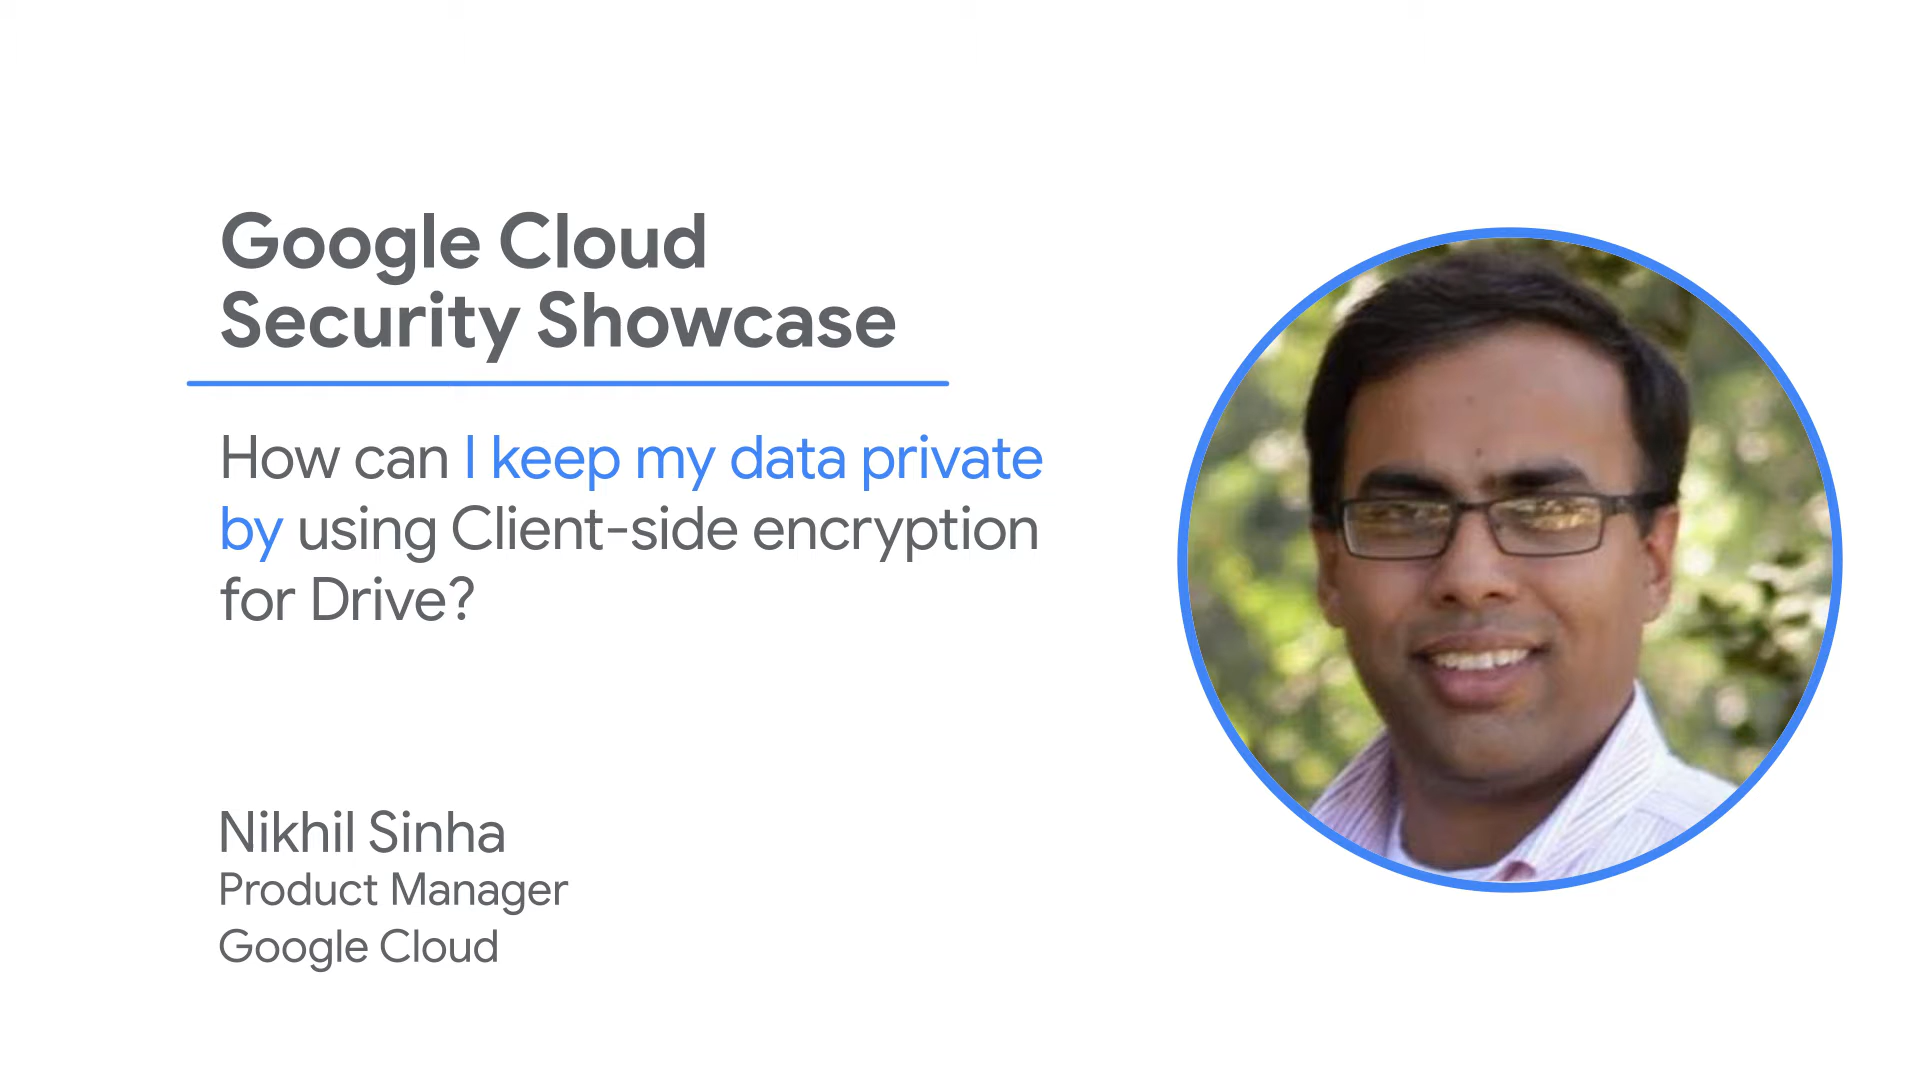 Google Cloud
Security Showcase
How can I keep my data private
by using Client-side encryption
for Drive?
Nikhil Sinha
Product Manager
Google Cloud